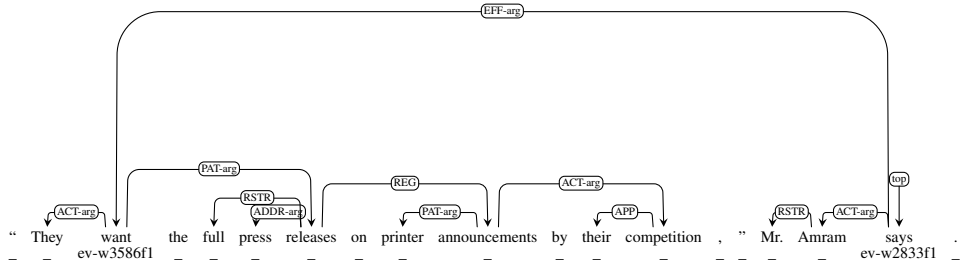 EFF-arg
PAT-arg
RSTR REG ACT-arg top
ACT-arg ADDR-arg PAT-arg APP RSTR ACT-arg
“ They want the full press releases on printer announcements by their competition , ” Mr. Amram says .
_ _ ev-w3586f1 _ _ _ _ _ _ _ _ _ _ _ _ _ _ ev-w2833f1 _